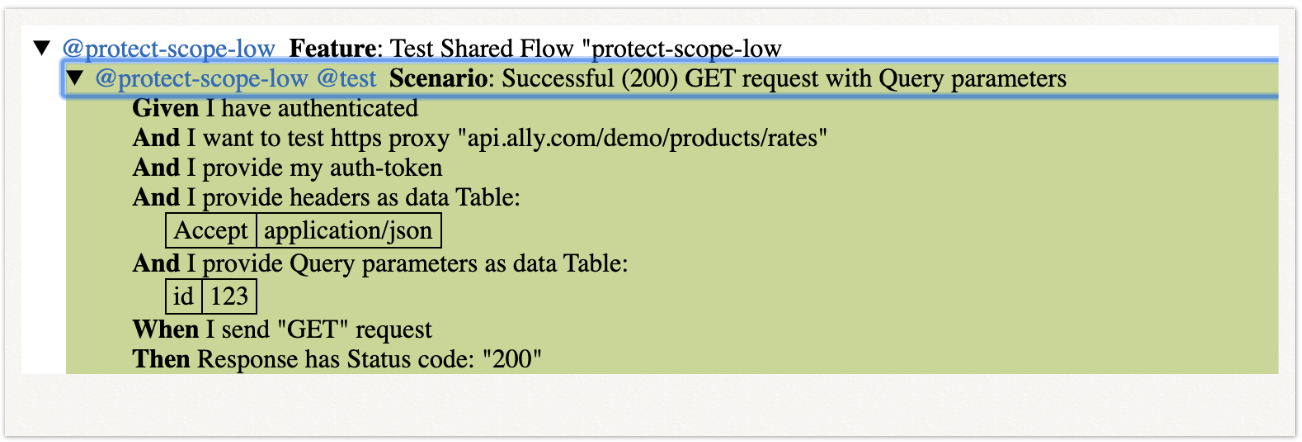 @protect-scope-low Feature: Test Shared Flow "protect-scope-low
@protect-scope-low @test Scenario: Successful (200) GET request with Query parameters
Given I have authenticated
And I want to test https proxy "api.ally.com/demo/products/rates"
And I provide my auth-token
And I provide headers as data Table:
Accept application/json
And I provide Query parameters as data Table:
id 123
When I send "GET" request
Then Response has Status code: "200"